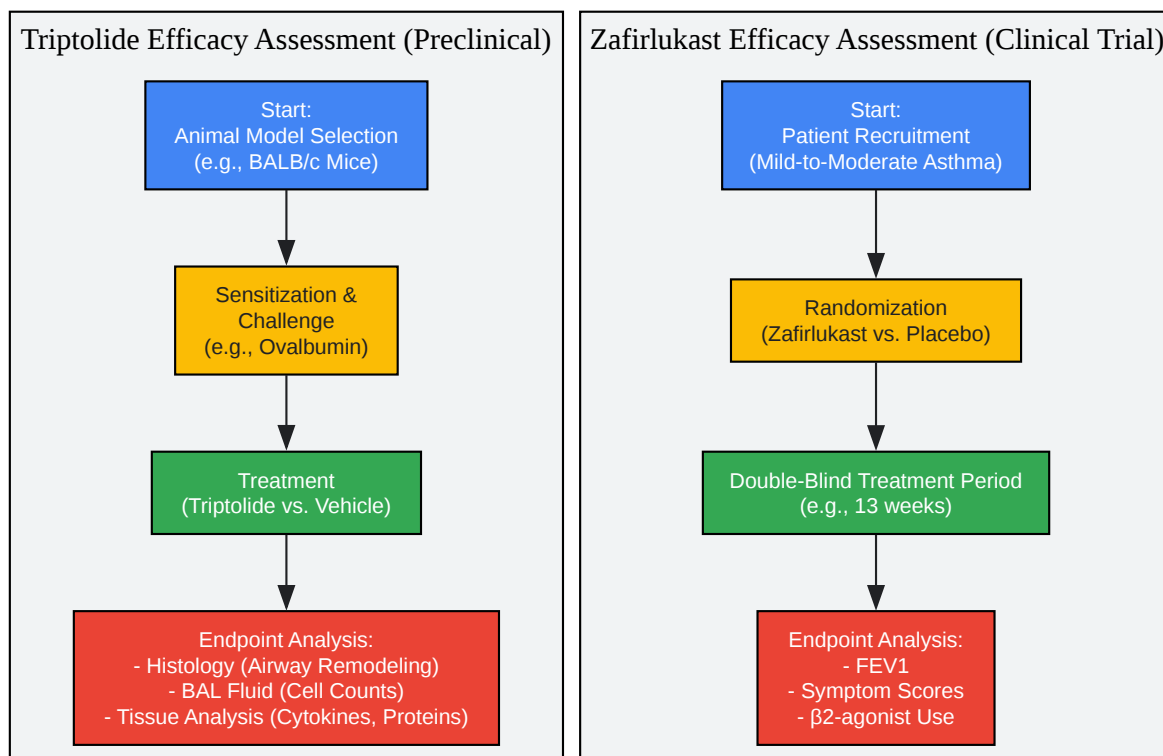 Triptolide Efficacy Assessment (Preclinical)
Start:
Animal Model Selection
(e.g., BALB/c Mice)
Sensitization &
Challenge
(e.g., Ovalbumin)
Treatment
(Triptolide vs. Vehicle)
Endpoint Analysis:
- Histology (Airway Remodeling)
- BAL Fluid (Cell Counts)
- Tissue Analysis (Cytokines, Proteins)
Zafirlukast Efficacy Assessment (Clinical Trial)
Start:
Patient Recruitment
(Mild-to-Moderate Asthma)
Randomization
(Zafirlukast vs. Placebo)
Double-Blind Treatment Period
(e.g., 13 weeks)
Endpoint Analysis:
- FEV1
- Symptom Scores
- β2-agonist Use